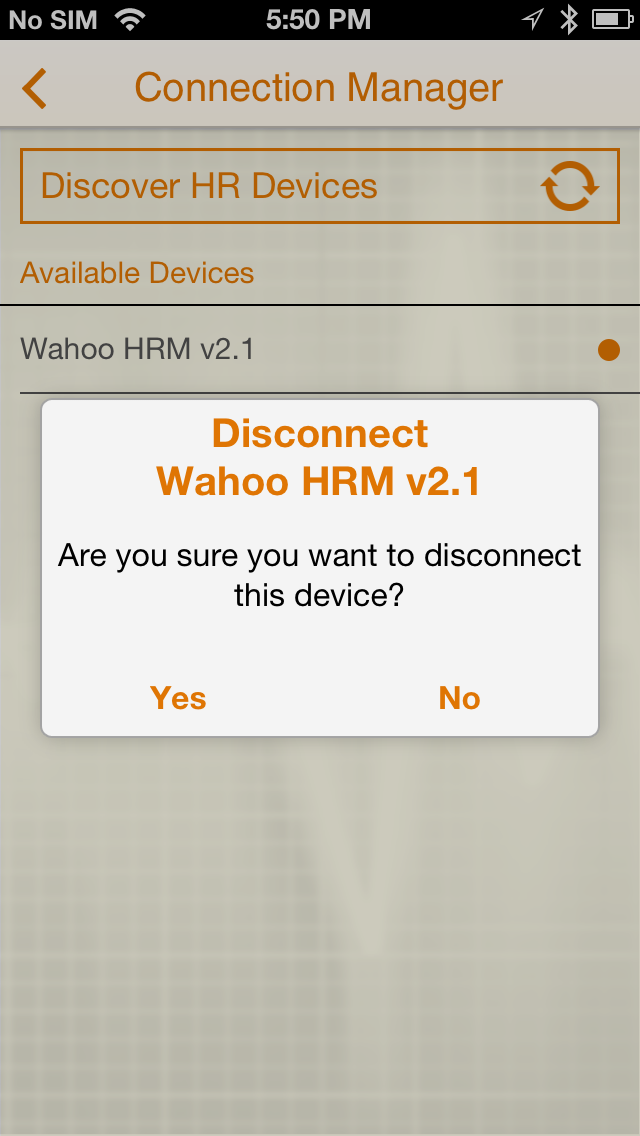 No SIM 5:50 PM
Connection Manager
Discover HR Devices
Available Devices
Wahoo HRM v2.1
Disconnect
Wahoo HRM v2.1
Are you sure you want to disconnect
this device?
Yes No